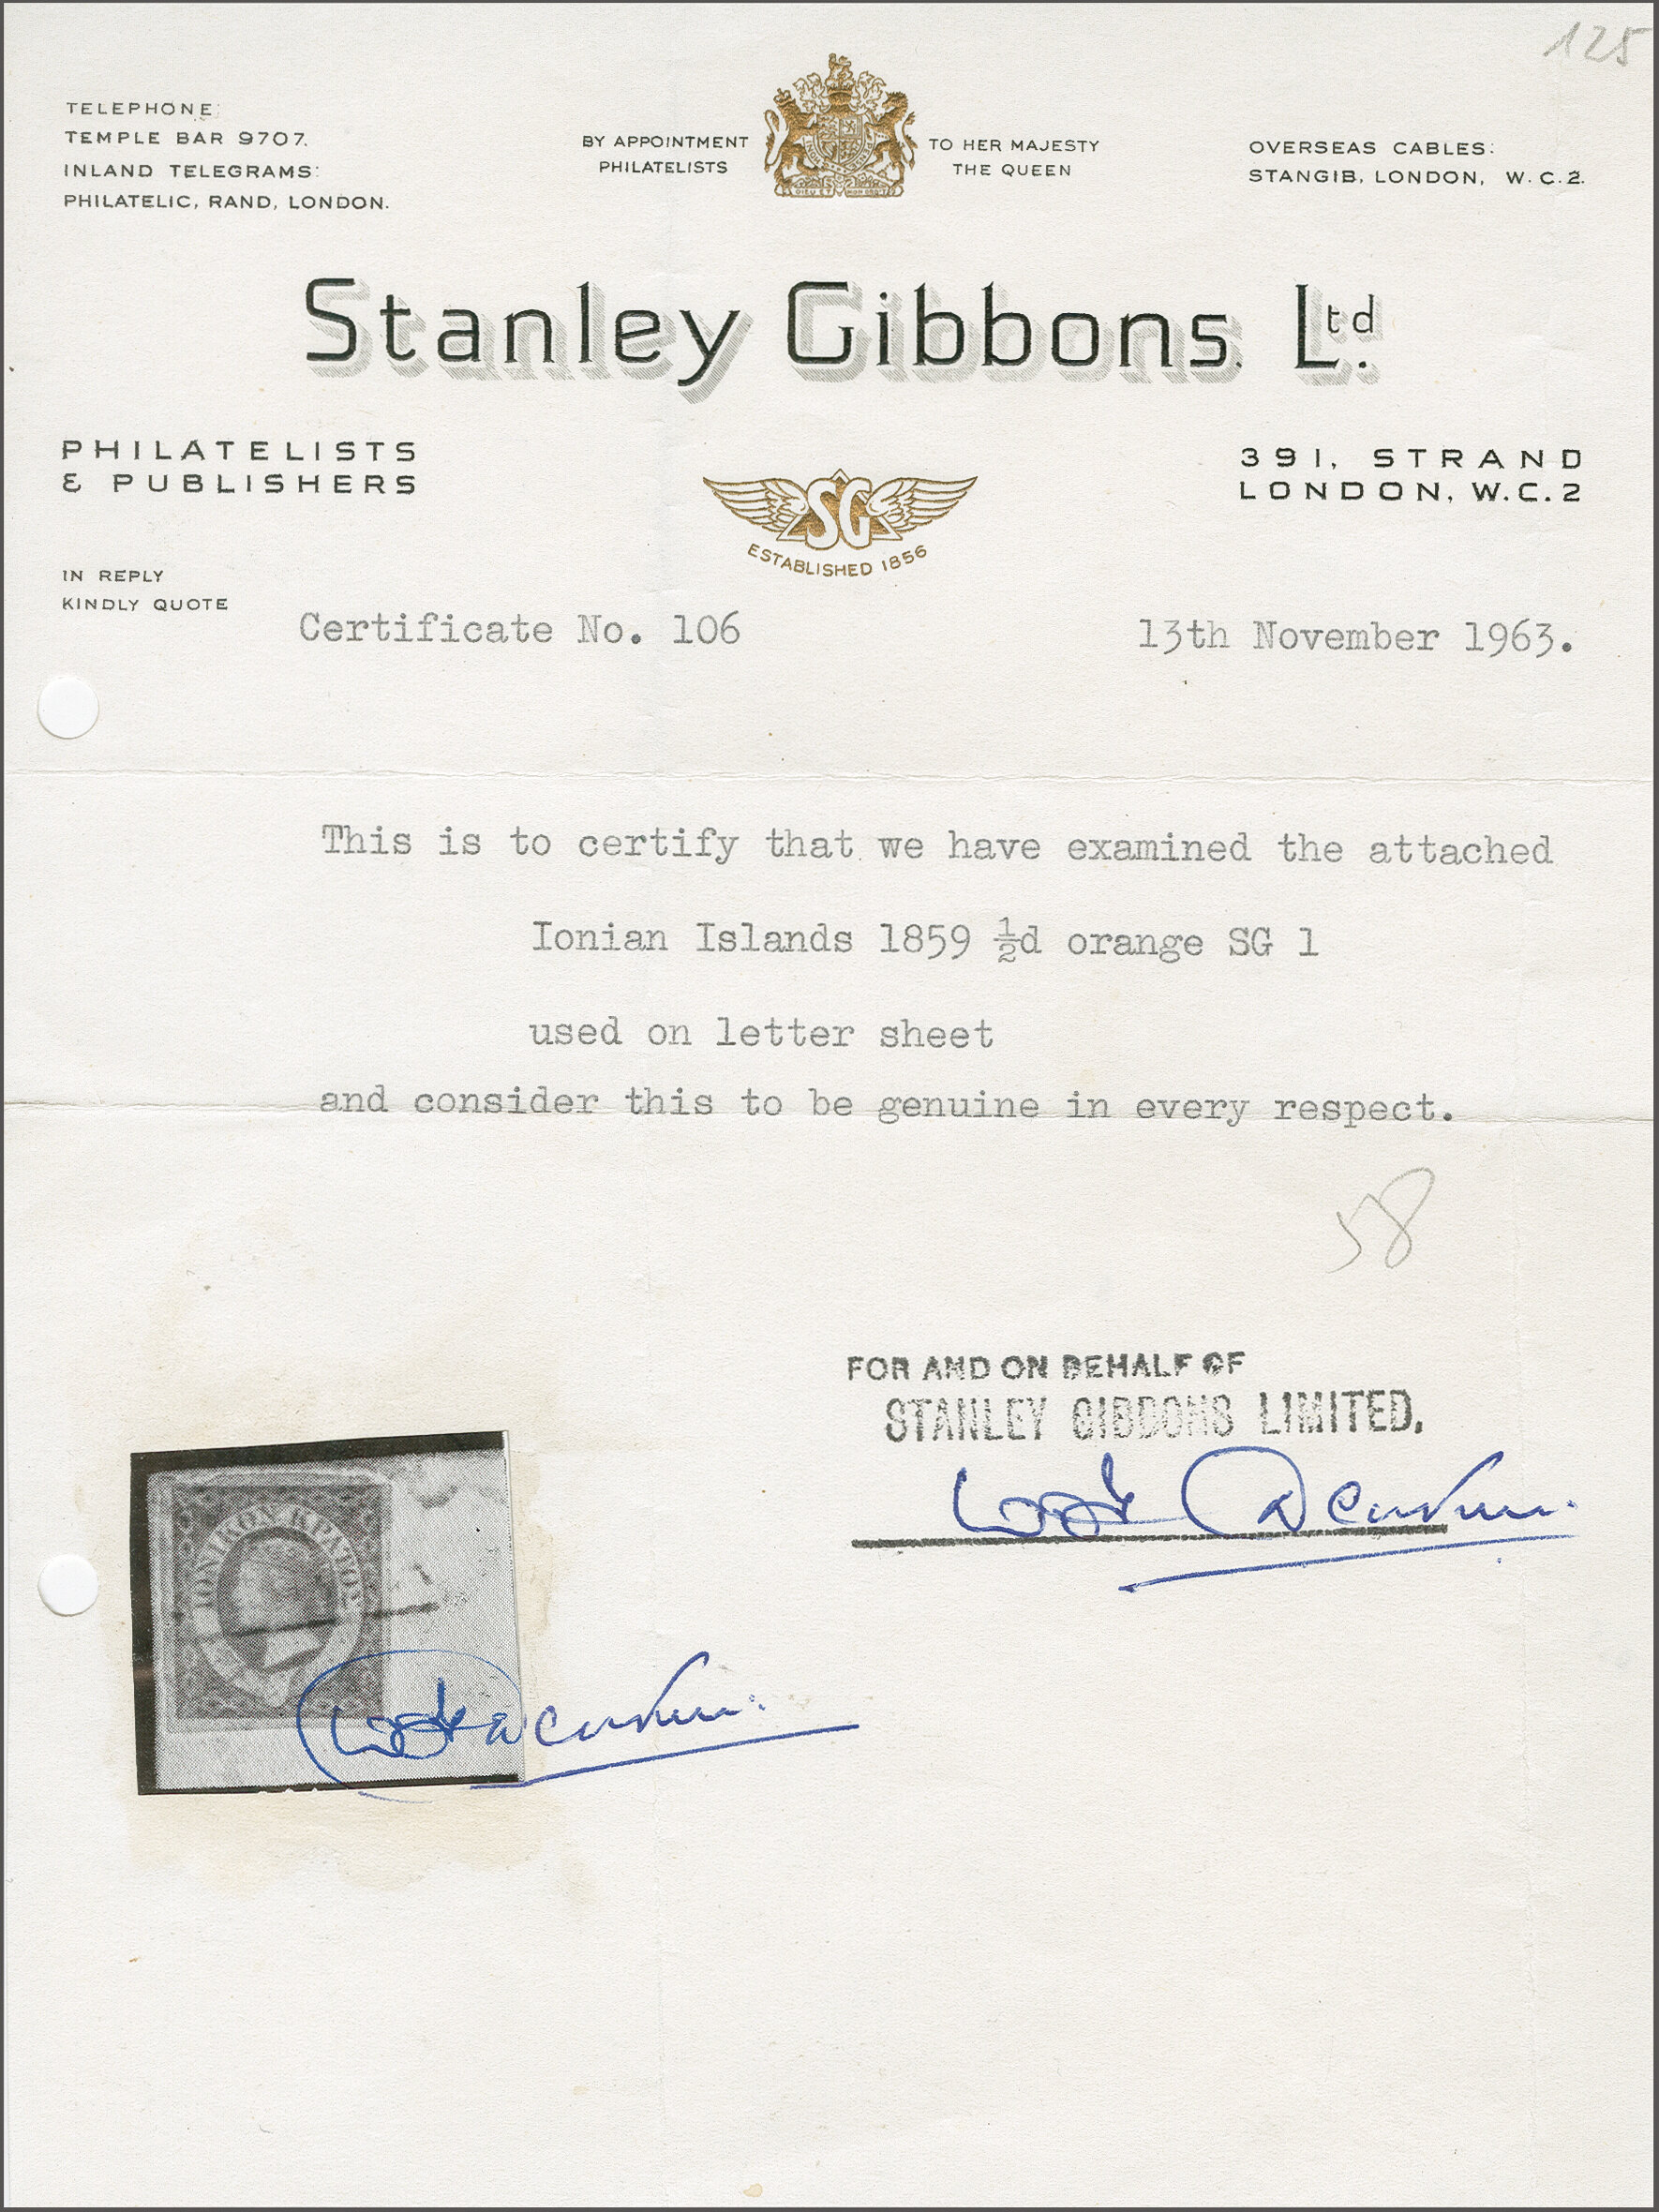 125
TELEPHONE:
TEMPLE BAR 9707.
INLAND TELEGRAMS:
PHILATELIC, RAND, LONDON.
BY APPOINTMENT TO HER MAJESTY
PHILATELISTS THE QUEEN
OVERSEAS CABLES:
STANGIB, LONDON, W.C.2.
Stanley Gibbons. Ltd.
PHILATELISTS
& PUBLISHERS
SG
ESTABLISHED 1856
391, STRAND
LONDON, W.C.2
IN REPLY
KINDLY QUOTE
Certificate No. 106
13th November 1963.
This is to certify that we have examined the attached
Ionian Islands 1859 ½d orange SG 1
used on letter sheet
and consider this to be genuine in every respect.
58
FOR AND ON BEHALF OF
STANLEY GIBBONS LIMITED.
ΙΟΝΙΚΟΝ ΚΡΑΤΟΣ